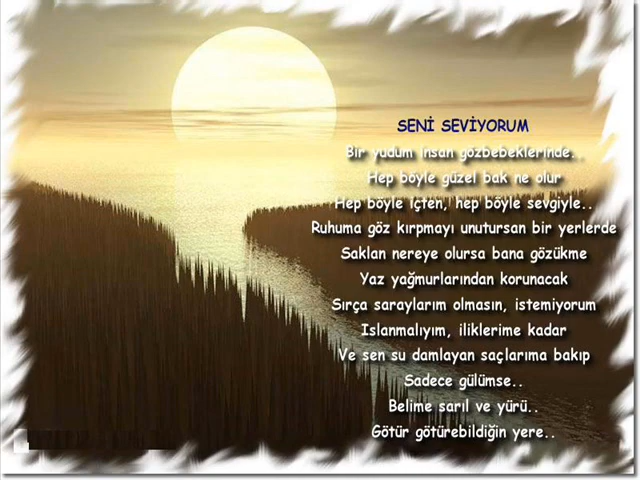 SENİ SEVİYORUM
Bir yudum insan gözbebeklerinde..
Hep böyle güzel bak ne olur
Hep böyle içten, hep böyle sevgiyle..
Ruhuma göz kırpmayı unutursan bir yerlerde
Saklan nereye olursa bana gözükme
Yaz yağmurlarından korunacak
Sırça saraylarım olmasın, istemiyorum
Islanmalıyım, iliklerime kadar
Ve sen su damlayan saçlarıma bakıp
Sadece gülümse..
Belime sarıl ve yürü..
Götür götürebildiğin yere..